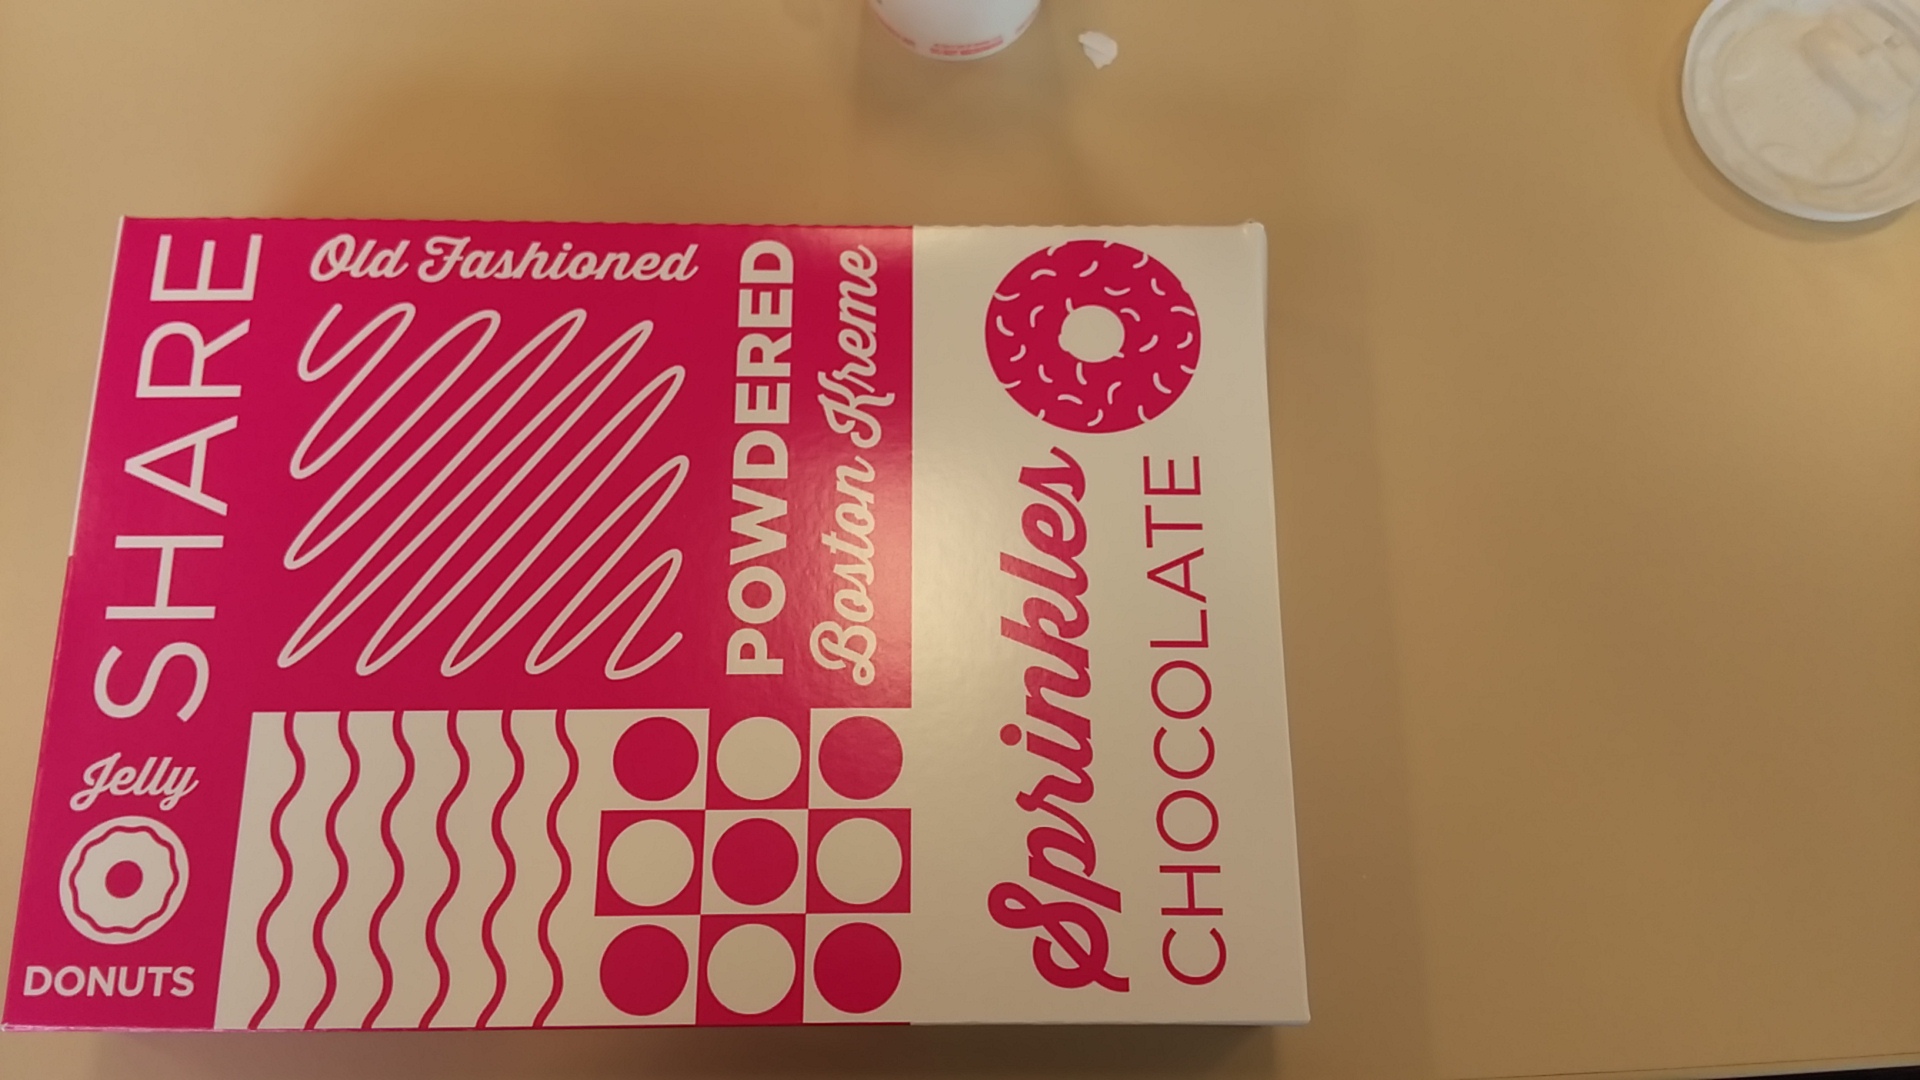 SHARE
Old Fashioned
POWDERED
Boston Kreme
Sprinkles
CHOCOLATE
Jelly
DONUTS